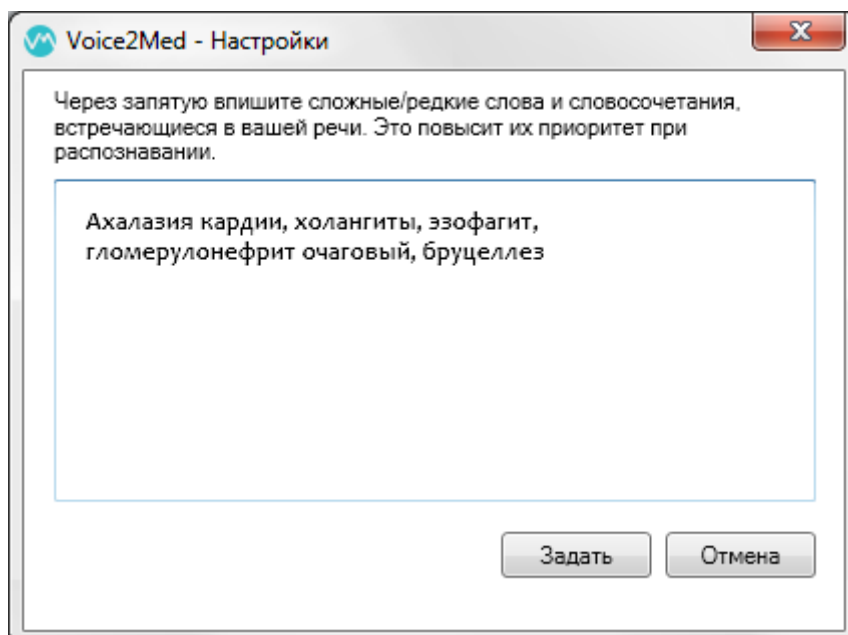 Voice2Med - Настройки
Через запятую впишите сложные/редкие слова и словосочетания,
встречающиеся в вашей речи. Это повысит их приоритет при
распознавании.
Ахалазия кардии, холангиты, эзофагит,
гломерулонефрит очаговый, бруцеллез
Задать
Отмена